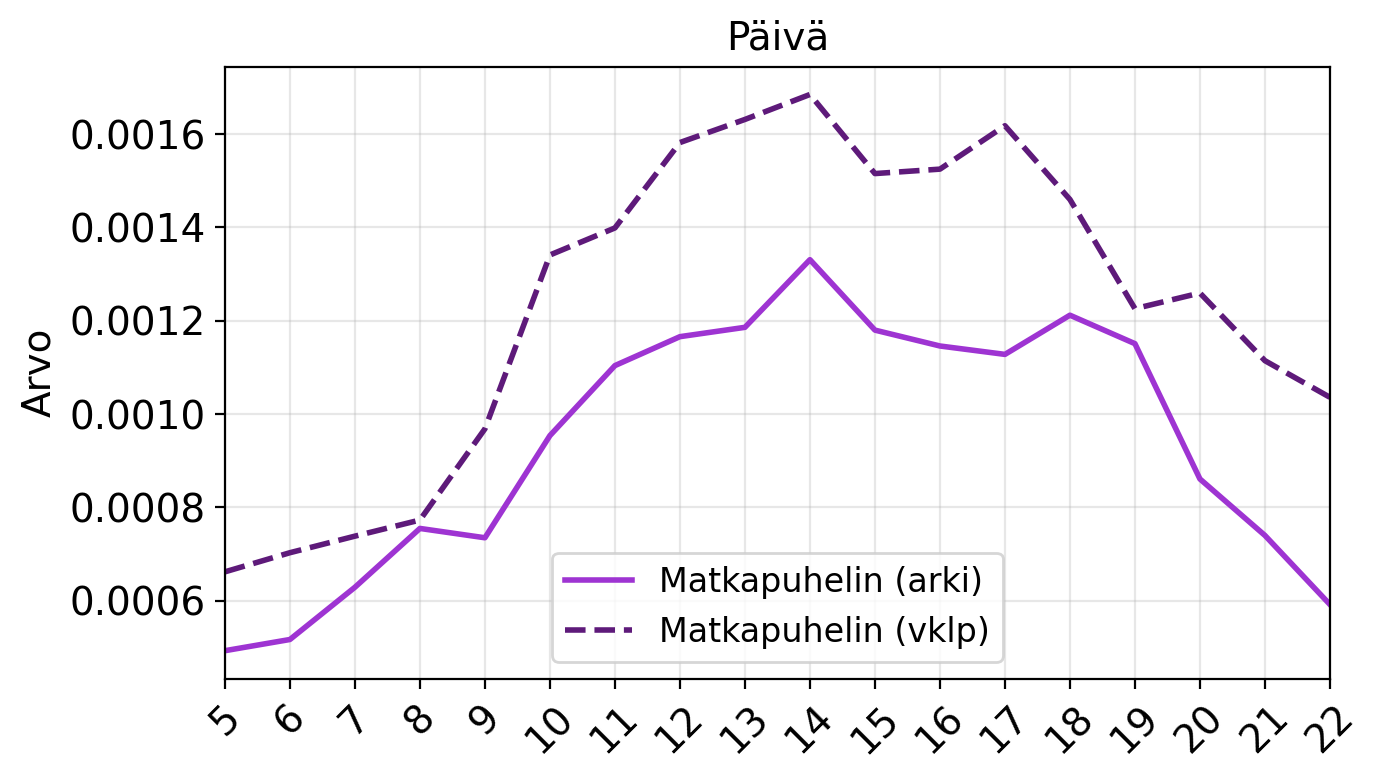 Päivä
Arvo
0.0016
0.0014
0.0012
0.0010
0.0008
0.0006
Matkapuhelin (arki)
Matkapuhelin (vklp)
5 6 7 8 9 10 11 12 13 14 15 16 17 18 19 20 21 22